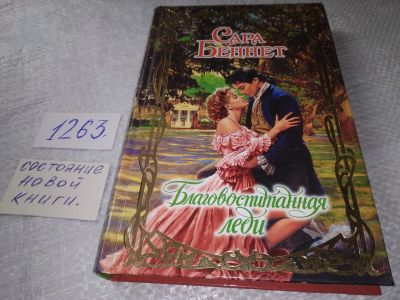 Сара
Беннет
1263
состояние
новой
книги.
Благовоспитанная
леди